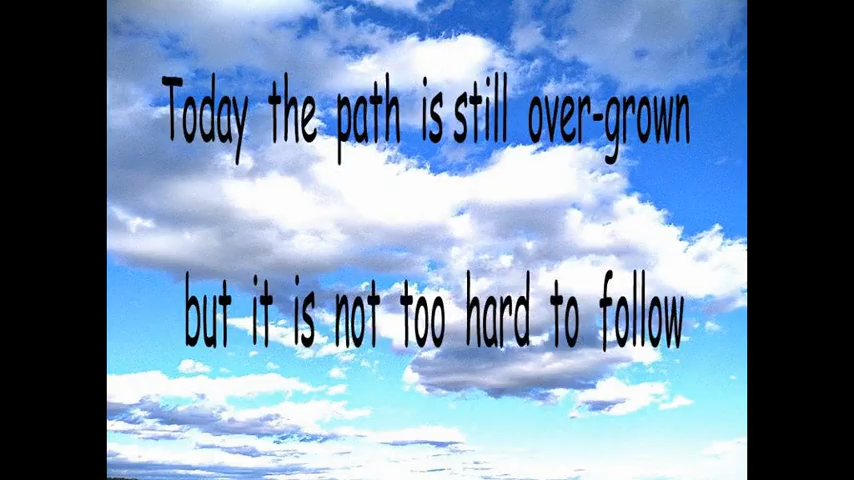 Today the path is still over-grown
but it is not too hard to follow